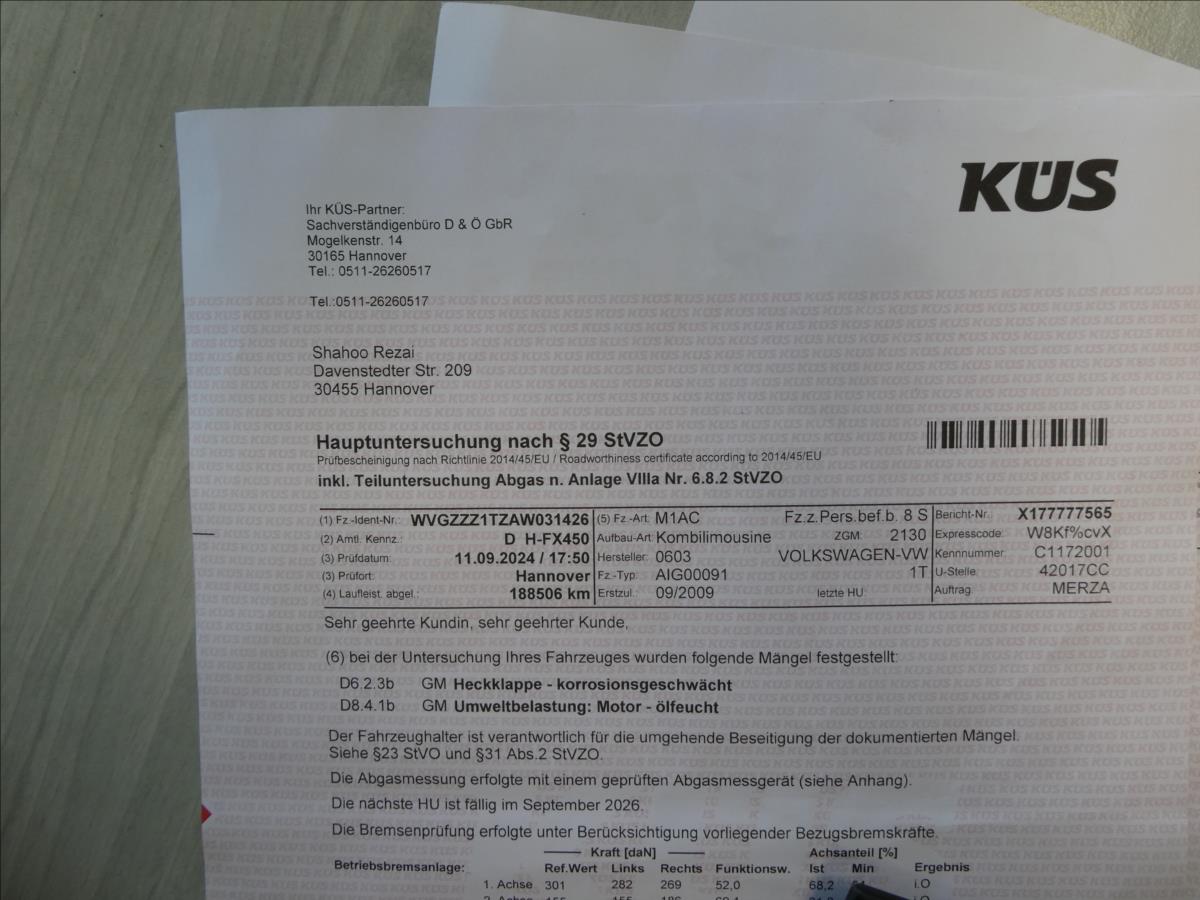 KÜS
Ihr KÜS-Partner:
Sachverständigenbüro D & Ö GbR
Mogelkenstr. 14
30165 Hannover
Tel.: 0511-26260517
Tel.:0511-26260517
Shahoo Rezai
Davenstedter Str. 209
30455 Hannover
Hauptuntersuchung nach § 29 StVZO
Prüfbescheinigung nach Richtlinie 2014/45/EU / Roadworthiness certificate according to 2014/45/EU
inkl. Teiluntersuchung Abgas n. Anlage VIIIa Nr. 6.8.2 StVZO
(1) Fz.-Ident-Nr.: WVGZZZ1TZAW031426 (5) Fz.-Art: M1AC Fz.z.Pers.bef.b. 8 S Bericht-Nr.: X177777565
(2) Amtl. Kennz.: D H-FX450 Aufbau-Art: Kombilimousine ZGM: 2130 Expresscode: W8Kf%cvX
(3) Prüfdatum: 11.09.2024 / 17:50 Hersteller: 0603 VOLKSWAGEN-VW Kennnummer: C1172001
(3) Prüfort: Hannover Fz.-Typ: AIG00091 1T U-Stelle: 42017CC
(4) Laufleist. abgel.: 188506 km Erstzul.: 09/2009 letzte HU: Auftrag: MERZA
Sehr geehrte Kundin, sehr geehrter Kunde,
(6) bei der Untersuchung Ihres Fahrzeuges wurden folgende Mängel festgestellt:
D6.2.3b GM Heckklappe - korrosionsgeschwächt
D8.4.1b GM Umweltbelastung: Motor - ölfeucht
Der Fahrzeughalter ist verantwortlich für die umgehende Beseitigung der dokumentierten Mängel.
Siehe §23 StVO und §31 Abs.2 StVZO.
Die Abgasmessung erfolgte mit einem geprüften Abgasmessgerät (siehe Anhang).
Die nächste HU ist fällig im September 2026.
Die Bremsenprüfung erfolgte unter Berücksichtigung vorliegender Bezugsbremskräfte.
Kraft [daN] Achsanteil [%]
Betriebsbremsanlage: Ref.Wert Links Rechts Funktionsw. Ist Min Ergebnis
1. Achse 301 282 269 52,0 68,2 i.O